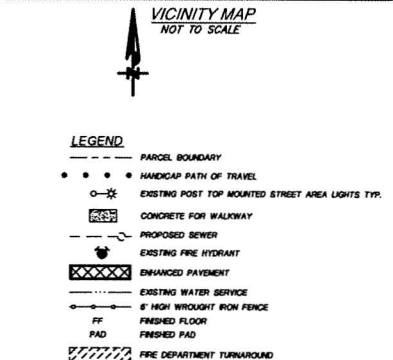 VICINITY MAP
NOT TO SCALE
LEGEND
PARCEL BOUNDARY
HANDICAP PATH OF TRAVEL
EXISTING POST TOP MOUNTED STREET AREA LIGHTS TYP.
CONCRETE FOR WALKWAY
PROPOSED SEWER
EXISTING FIRE HYDRANT
ENHANCED PAVEMENT
EXISTING WATER SERVICE
6' HIGH WROUGHT IRON FENCE
FF FINISHED FLOOR
PAD FINISHED PAD
FIRE DEPARTMENT TURNAROUND